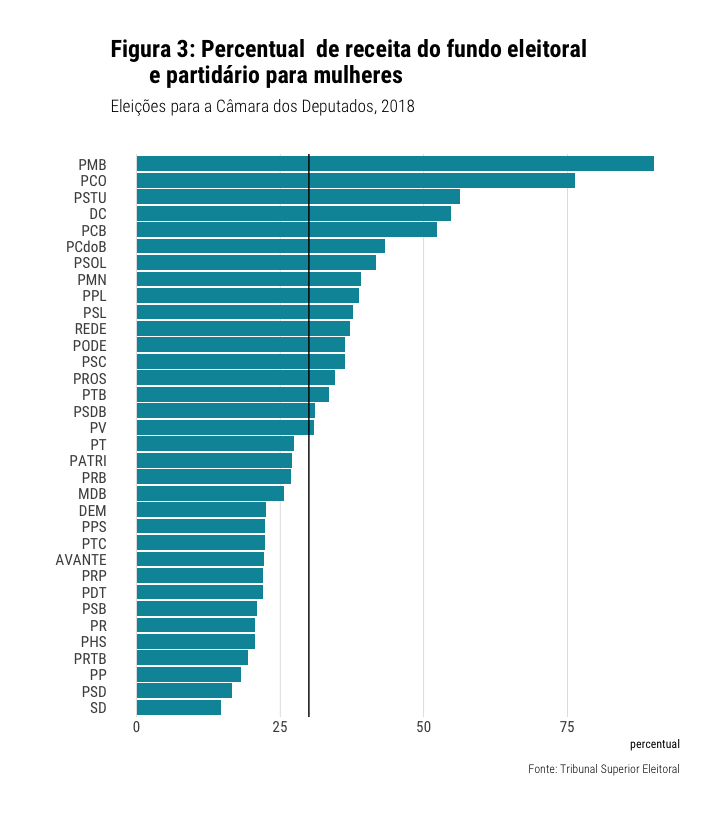 Figura 3: Percentual  de receita do fundo eleitoral
e partidário para mulheres
Eleições para a Câmara dos Deputados, 2018
PMB
PCO
PSTU
DC
PCB
PCdoB
PSOL
PMN
PPL
PSL
REDE
PODE
PSC
PROS
PTB
PSDB
PV
PT
PATRI
PRB
MDB
DEM
PPS
PTC
AVANTE
PRP
PDT
PSB
PR
PHS
PRTB
PP
PSD
SD
0 25 50 75
percentual
Fonte: Tribunal Superior Eleitoral